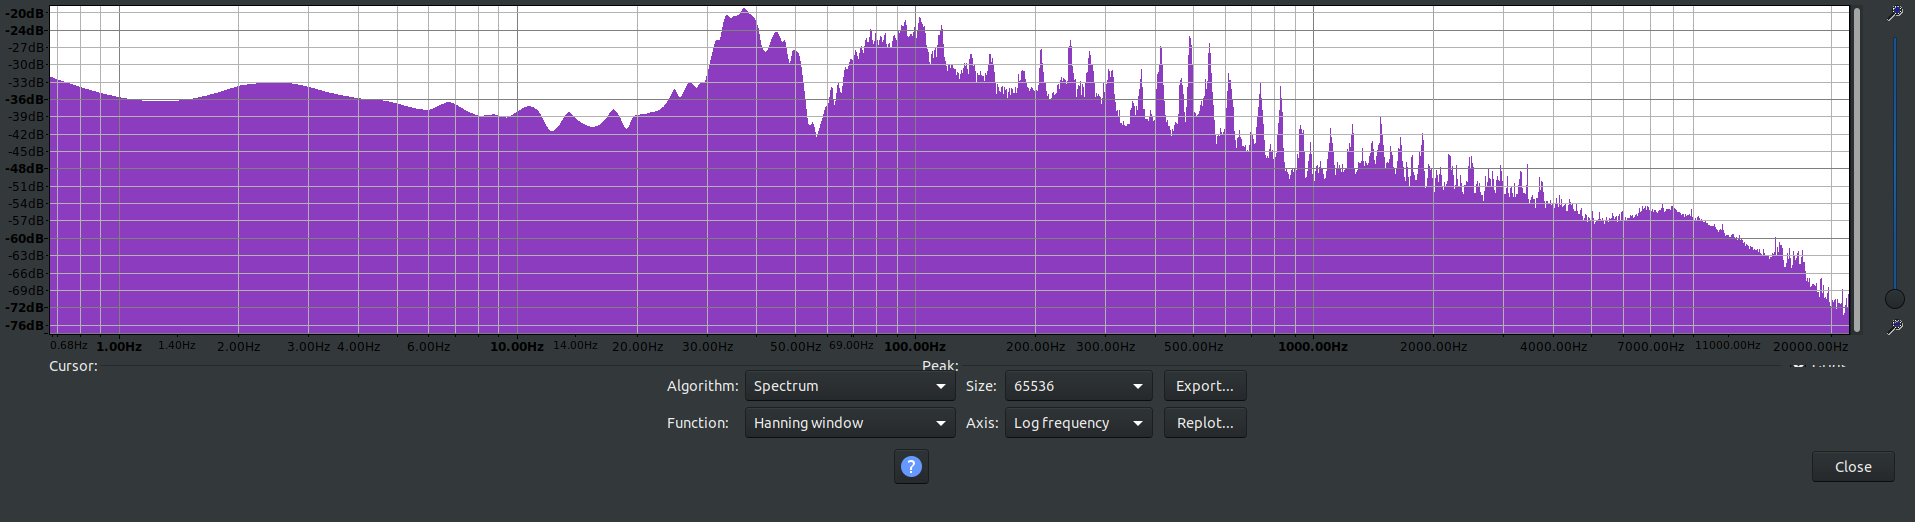 -20dB
-24dB
-27dB
-30dB
-33dB
-36dB
-39dB
-42dB
-45dB
-48dB
-51dB
-54dB
-57dB
-60dB
-63dB
-66dB
-69dB
-72dB
-76dB
0.68Hz 1.00Hz 1.40Hz 2.00Hz 3.00Hz 4.00Hz 6.00Hz 10.00Hz 14.00Hz 20.00Hz 30.00Hz 50.00Hz 69.00Hz 100.00Hz 200.00Hz 300.00Hz 500.00Hz 1000.00Hz 2000.00Hz 4000.00Hz 7000.00Hz 11000.00Hz 20000.00Hz
Cursor: Peak:
Algorithm: Spectrum Size: 65536 Export...
Function: Hanning window Axis: Log frequency Replot...
?
Close